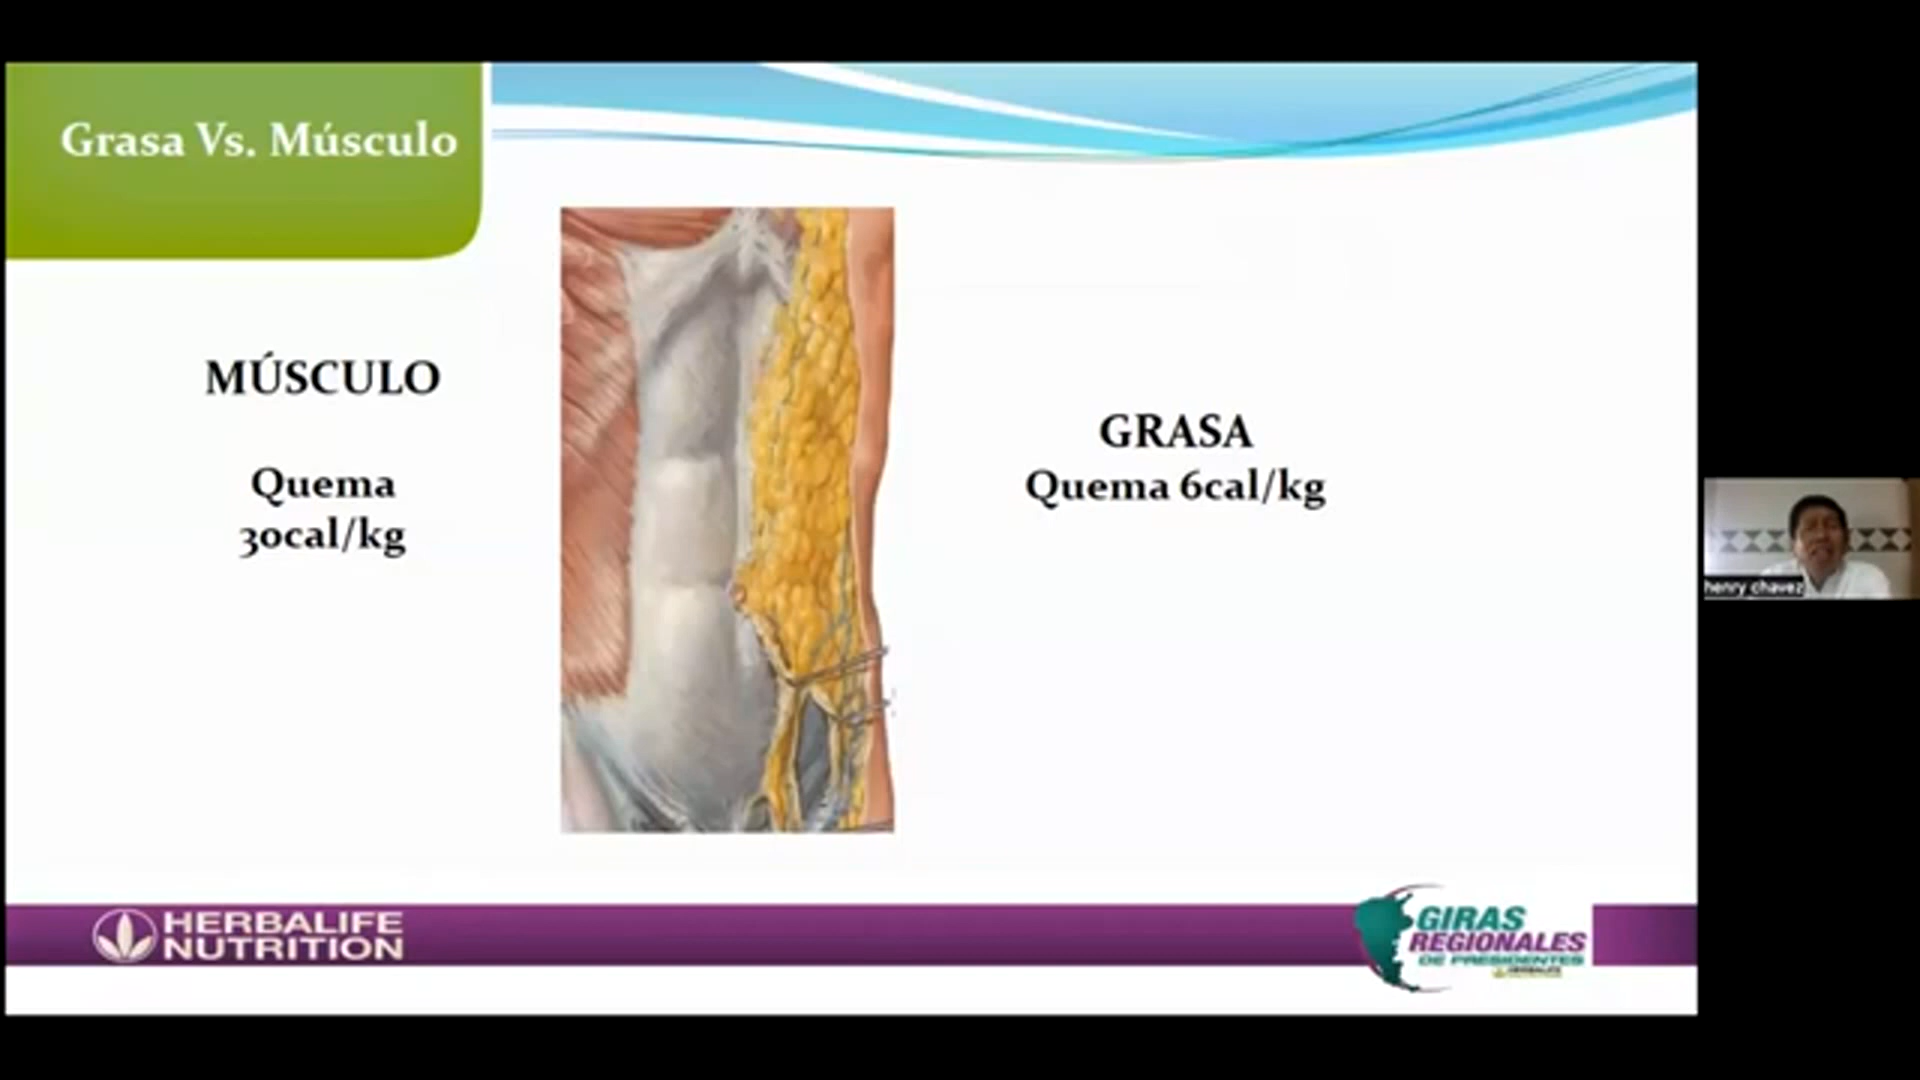 Grasa Vs. Músculo
MÚSCULO
Quema
30cal/kg
GRASA
Quema 6cal/kg
HERBALIFE
NUTRITION
GIRAS
REGIONALES
DE PRESIDENTES
HERBALIFE
henry chavez